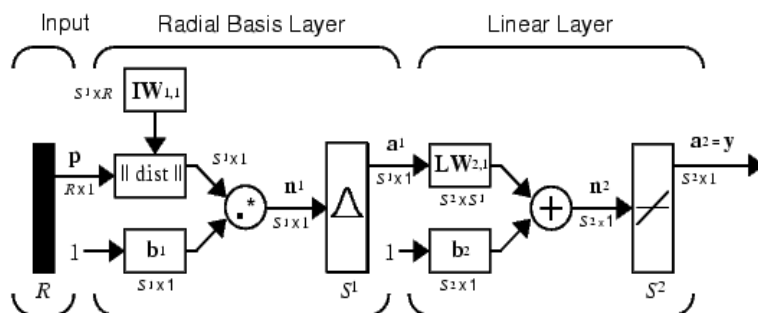 Input Radial Basis Layer Linear Layer
S¹xR IW1,1
p
Rx1
|| dist ||
S¹x1
.*
n¹
S¹x1
1
b1
S¹x1
a¹
S¹x1
LW2,1
S²xS¹
+
n²
S²x1
1
b2
S²x1
a² = y
S²x1
R S¹ S²